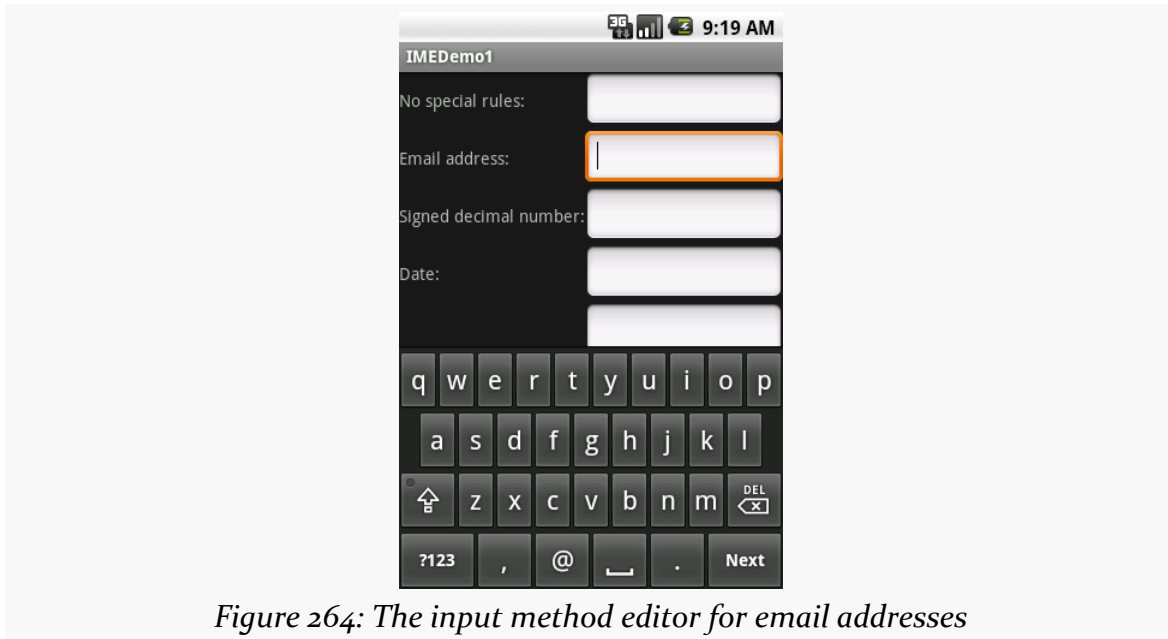 3G 9:19 AM
IMEDemo1
No special rules:
Email address:
Signed decimal number:
Date:
q w e r t y u i o p
a s d f g h j k l
z x c v b n m DEL
?123 , @ . Next
Figure 264: The input method editor for email addresses